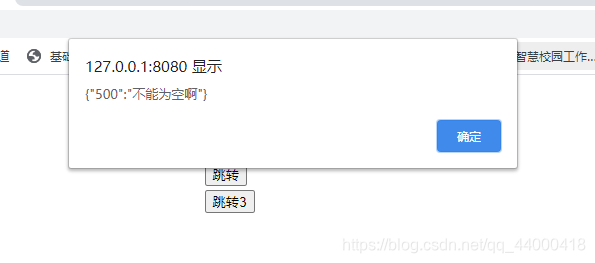 道 基础 智慧校园工作...
127.0.0.1:8080 显示
{"500":"不能为空啊"}
确定
跳转
跳转3
https://blog.csdn.net/qq_44000418